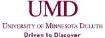 UMD
UNIVERSITY OF MINNESOTA DULUTH
Driven to Discover